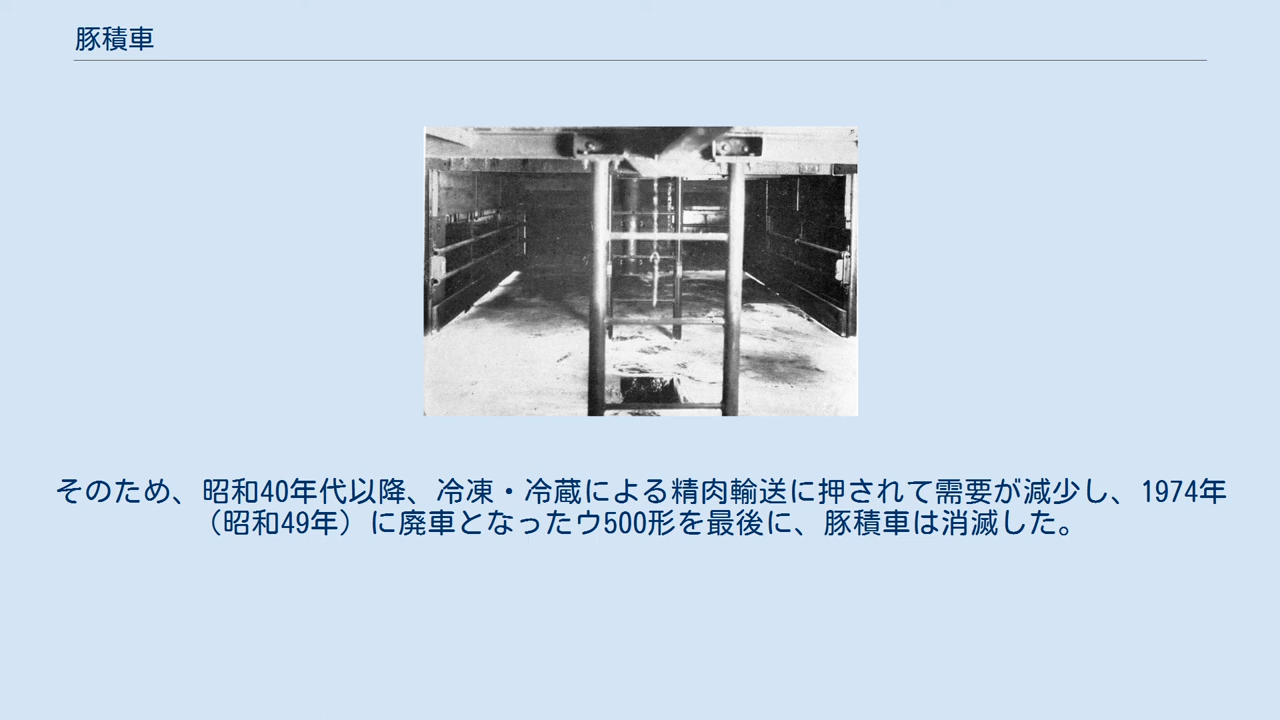 豚積車
そのため、昭和40年代以降、冷凍・冷蔵による精肉輸送に押されて需要が減少し、1974年
（昭和49年）に廃車となったウ500形を最後に、豚積車は消滅した。